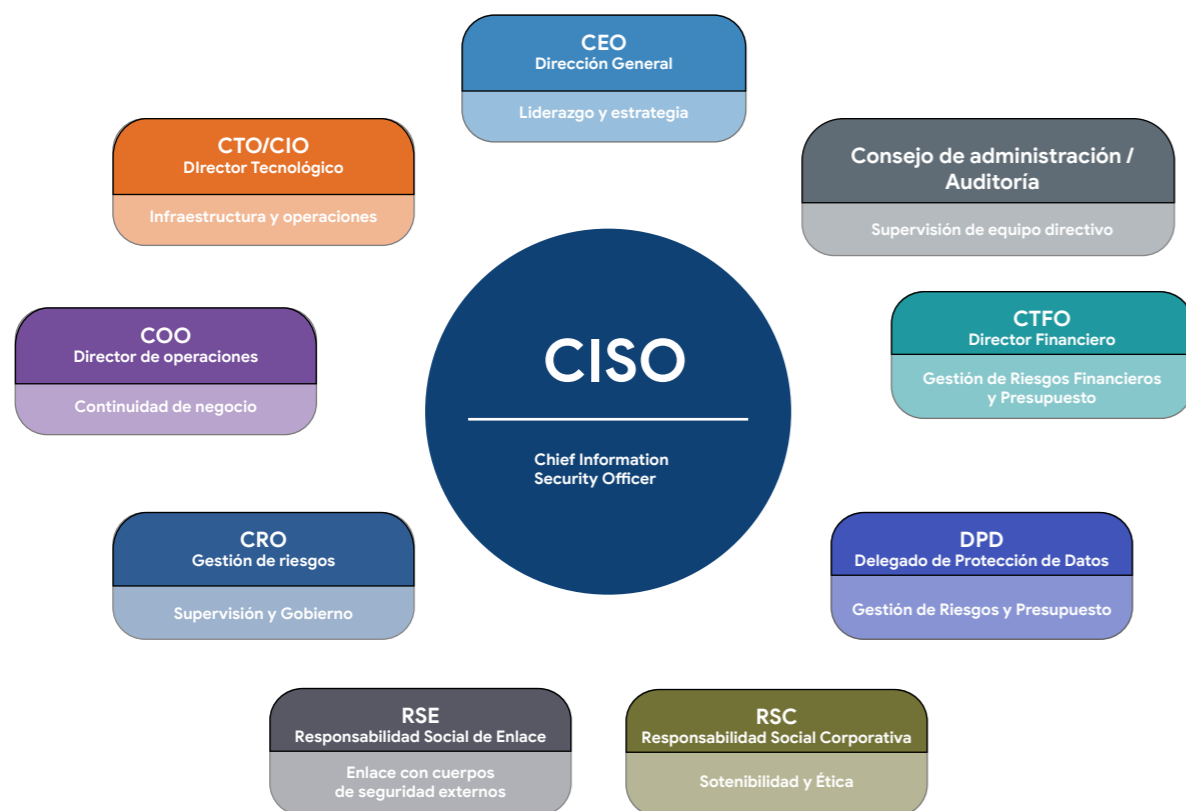 CEO
Dirección General
Liderazgo y estrategia
CTO/CIO
DIrector Tecnológico
Infraestructura y operaciones
Consejo de administración /
Auditoría
Supervisión de equipo directivo
COO
Director de operaciones
Continuidad de negocio
CISO
Chief Information
Security Officer
CTFO
Director Financiero
Gestión de Riesgos Financieros
y Presupuesto
CRO
Gestión de riesgos
Supervisión y Gobierno
DPD
Delegado de Protección de Datos
Gestión de Riesgos y Presupuesto
RSE
Responsabilidad Social de Enlace
Enlace con cuerpos
de seguridad externos
RSC
Responsabilidad Social Corporativa
Sotenibilidad y Ética